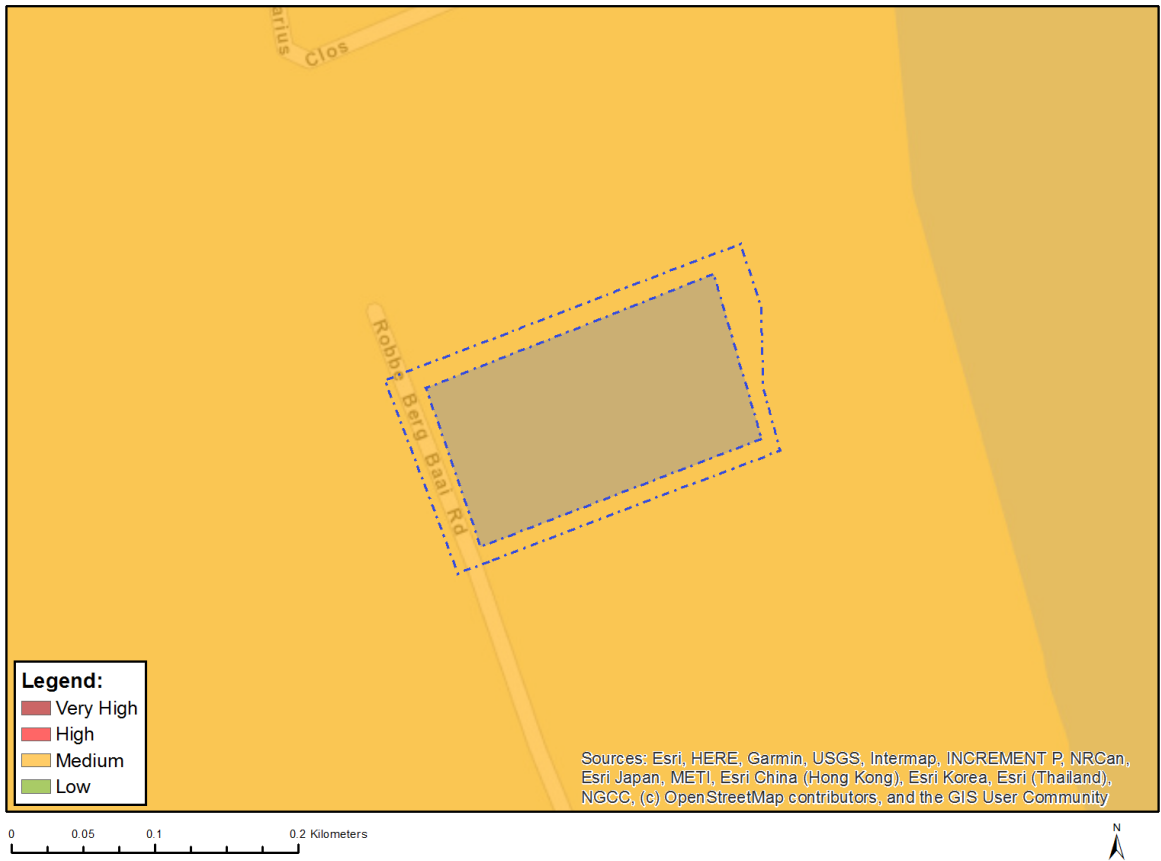 arius
Clos
Robbe Berg Baai Rd
Legend:
Very High
High
Medium
Low
Sources: Esri, HERE, Garmin, USGS, Intermap, INCREMENT P, NRCan,
Esri Japan, METI, Esri China (Hong Kong), Esri Korea, Esri (Thailand),
NGCC, (c) OpenStreetMap contributors, and the GIS User Community
0 0.05 0.1 0.2 Kilometers
N